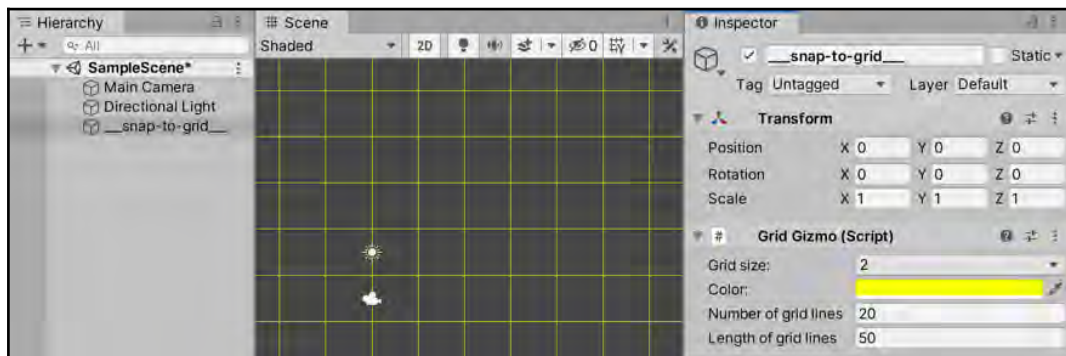 Hierarchy
All
SampleScene*
Main Camera
Directional Light
__snap-to-grid__
Scene
Shaded
2D
0
Inspector
__snap-to-grid__
Static
Tag Untagged
Layer Default
Transform
Position X 0 Y 0 Z 0
Rotation X 0 Y 0 Z 0
Scale X 1 Y 1 Z 1
# Grid Gizmo (Script)
Grid size: 2
Color:
Number of grid lines 20
Length of grid lines 50